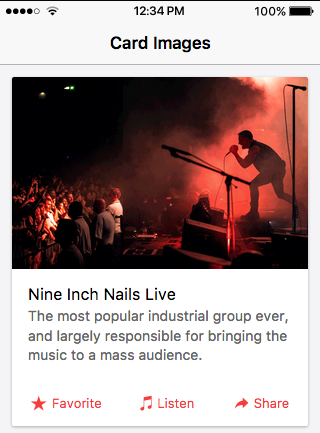 12:34 PM 100%
Card Images
Nine Inch Nails Live
The most popular industrial group ever,
and largely responsible for bringing the
music to a mass audience.
Favorite Listen Share